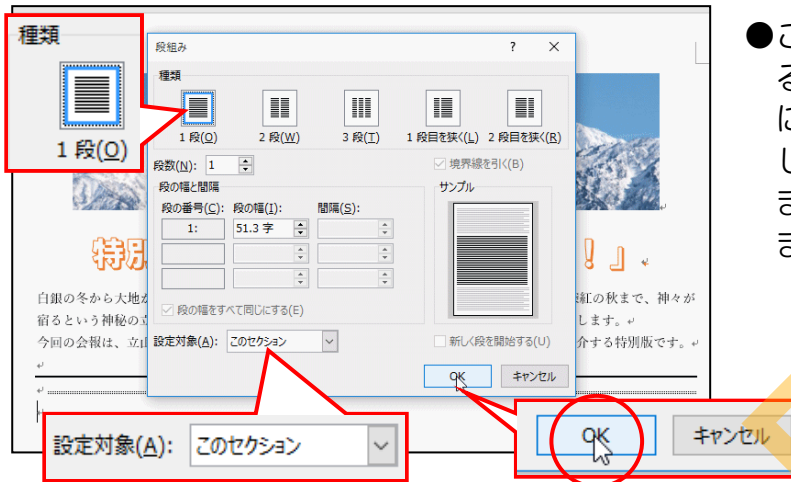 種類
1 段(O)
段組み
?
×
種類
1 段(O)
2 段(W)
3 段(T)
1 段目を狭く(L)
2 段目を狭く(R)
段数(N):
1
境界線を引く(B)
段の幅と間隔
段の番号(C):
段の幅(I):
間隔(S):
1:
51.3 字
段の幅をすべて同じにする(E)
サンプル
設定対象(A):
このセクション
新しく段を開始する(U)
OK
キャンセル
特別
！』
白銀の冬から大地が
紅の秋まで、神々が
宿るという神秘の立
します。
今回の会報は、立山
介する特別版です。
設定対象(A):
このセクション
OK
キャンセル
●こ
る
に
し
ま
ま